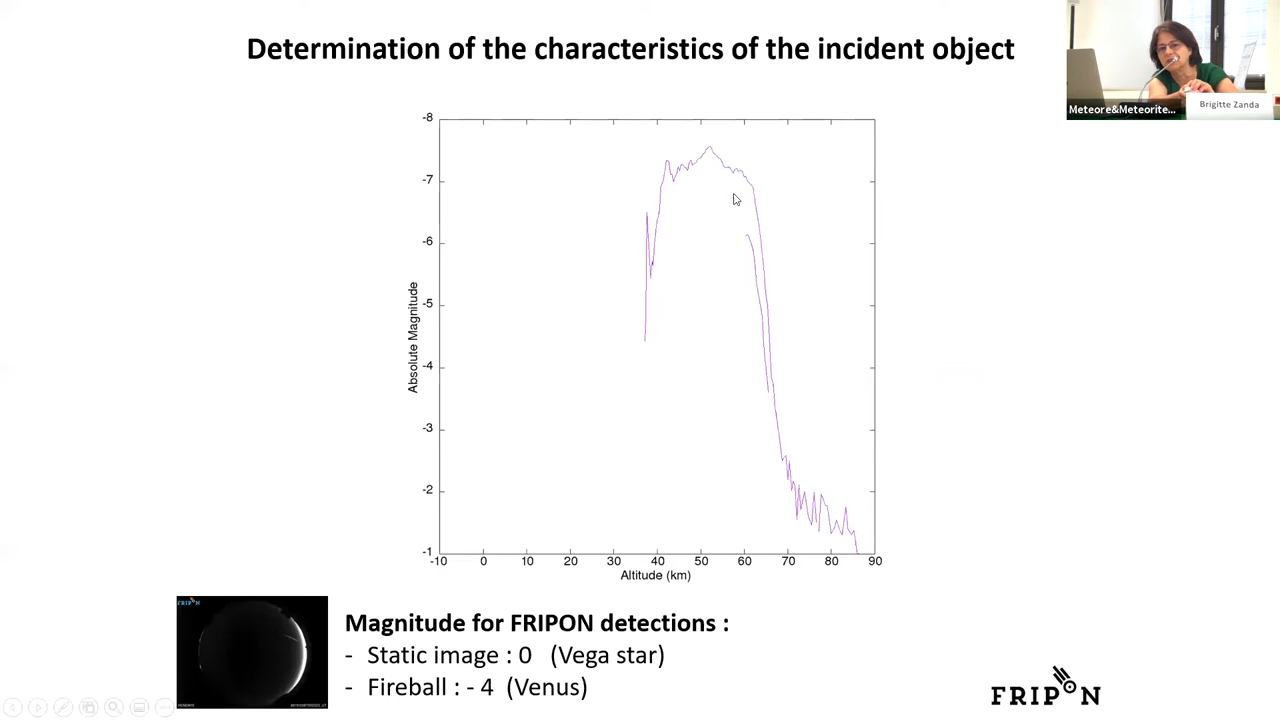 Determination of the characteristics of the incident object
Meteore&Meteorite...
Brigitte Zanda
-8
-7
-6
-5
-4
-3
-2
-1
Absolute Magnitude
-10 0 10 20 30 40 50 60 70 80 90
Altitude (km)
FRIPON
Magnitude for FRIPON detections :
- Static image : 0 (Vega star)
- Fireball : - 4 (Venus)
FRIPON